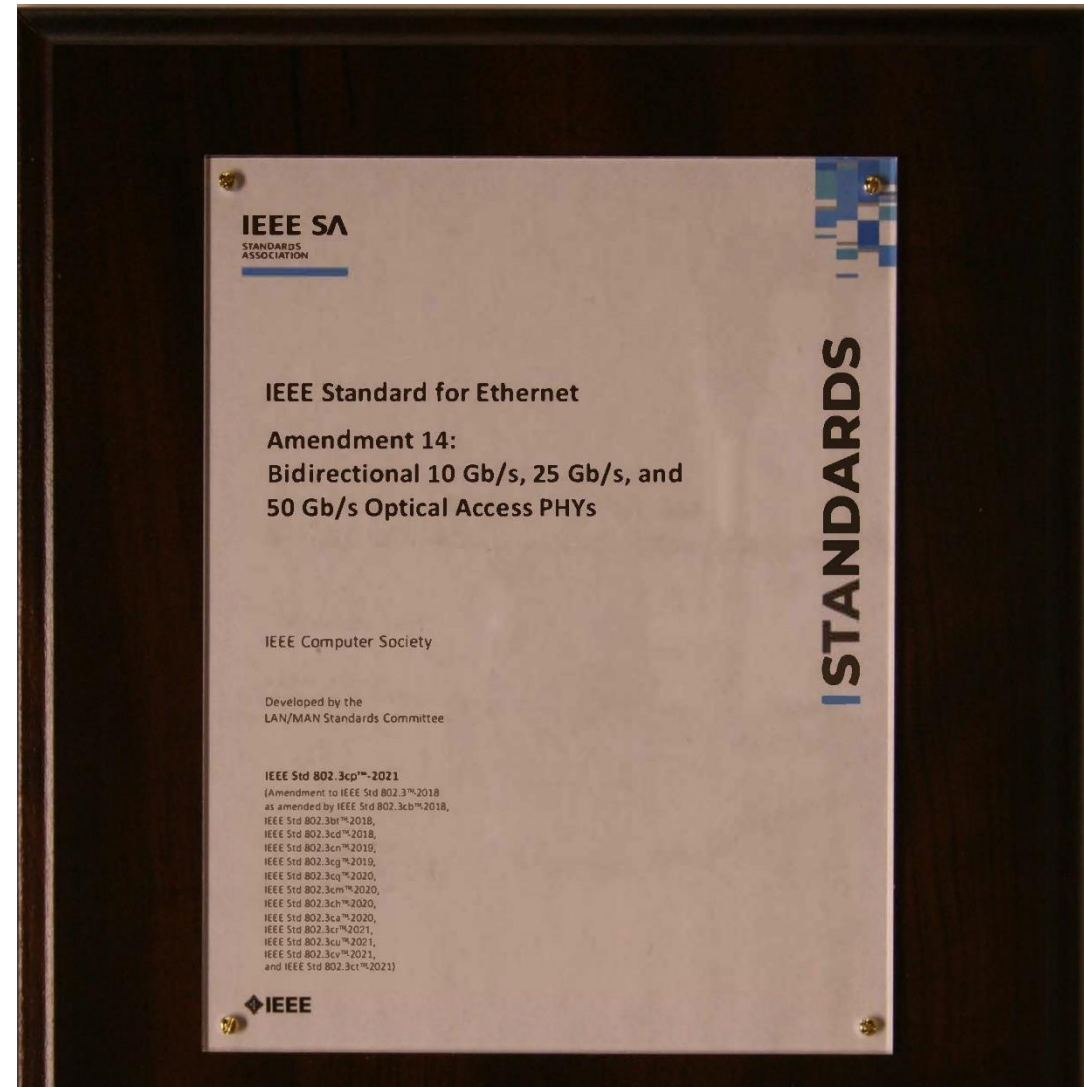 IEEE SA
STANDARDS
ASSOCIATION
STANDARDS
IEEE Standard for Ethernet
Amendment 14:
Bidirectional 10 Gb/s, 25 Gb/s, and
50 Gb/s Optical Access PHYs
IEEE Computer Society
Developed by the
LAN/MAN Standards Committee
IEEE Std 802.3cp™-2021
(Amendment to IEEE Std 802.3™-2018
as amended by IEEE Std 802.3cb™-2018,
IEEE Std 802.3bt™-2018,
IEEE Std 802.3cd™-2018,
IEEE Std 802.3cn™-2019,
IEEE Std 802.3cg™-2019,
IEEE Std 802.3cq™-2020,
IEEE Std 802.3cm™-2020,
IEEE Std 802.3ch™-2020,
IEEE Std 802.3ca™-2020,
IEEE Std 802.3cr™-2021,
IEEE Std 802.3cu™-2021,
IEEE Std 802.3cv™-2021,
and IEEE Std 802.3ct™-2021)
IEEE